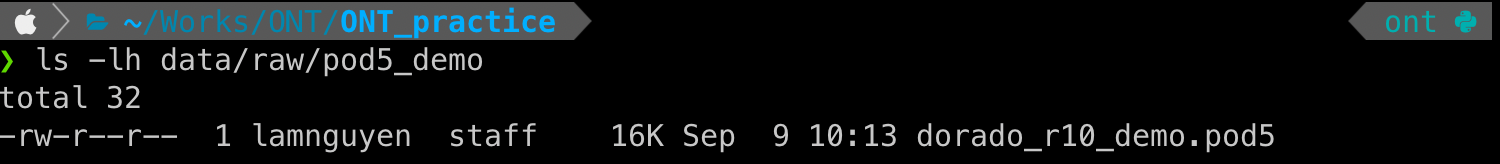 ~/Works/ONT/ONT_practice ont
❯ ls -lh data/raw/pod5_demo
total 32
-rw-r--r--  1 lamnguyen  staff    16K Sep  9 10:13 dorado_r10_demo.pod5